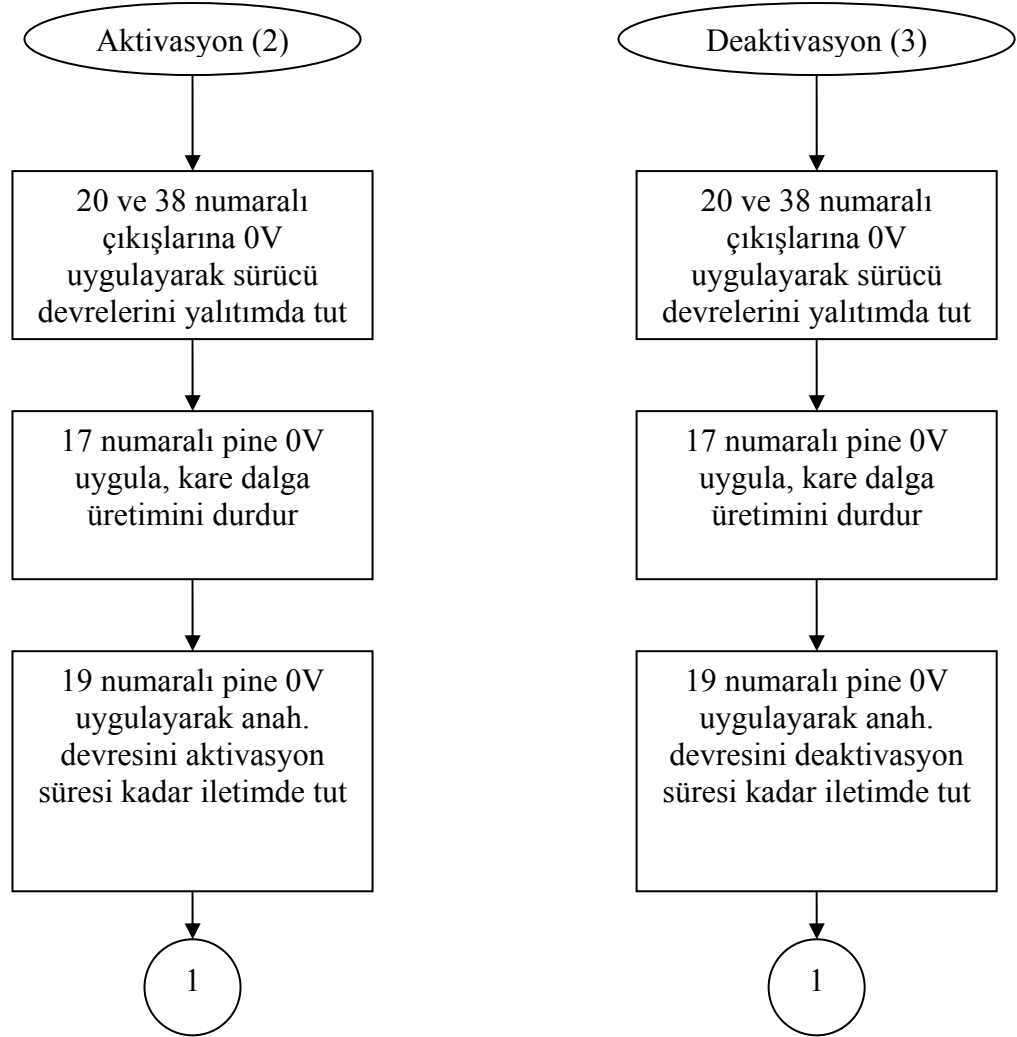 Aktivasyon (2)
20 ve 38 numaralı
çıkışlarına 0V
uygulayarak sürücü
devrelerini yalıtımda tut
17 numaralı pine 0V
uygula, kare dalga
üretimini durdur
19 numaralı pine 0V
uygulayarak anah.
devresini aktivasyon
süresi kadar iletimde tut
1
Deaktivasyon (3)
20 ve 38 numaralı
çıkışlarına 0V
uygulayarak sürücü
devrelerini yalıtımda tut
17 numaralı pine 0V
uygula, kare dalga
üretimini durdur
19 numaralı pine 0V
uygulayarak anah.
devresini deaktivasyon
süresi kadar iletimde tut
1